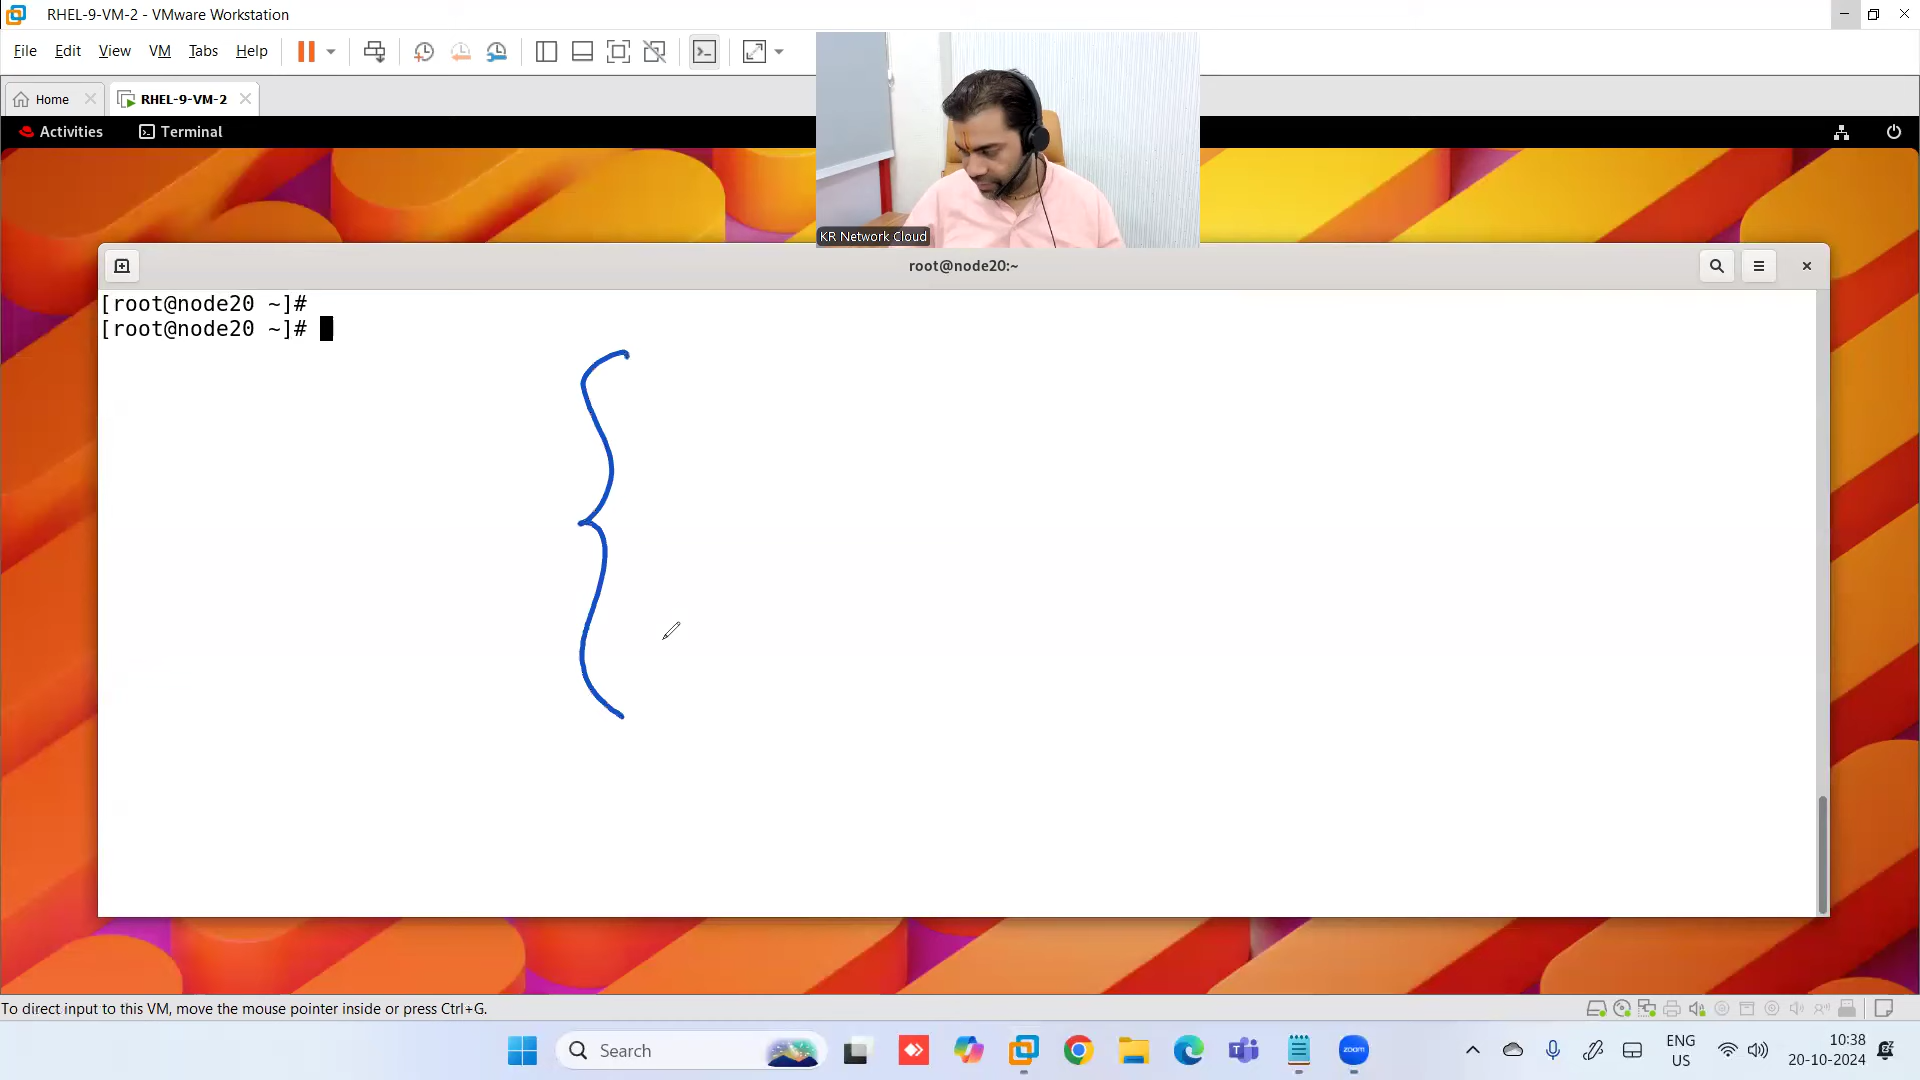 RHEL-9-VM-2 - VMware Workstation
File Edit View VM Tabs Help
Home RHEL-9-VM-2
Activities Terminal
KR Network Cloud
root@node20:~
[root@node20 ~]#
[root@node20 ~]#
To direct input to this VM, move the mouse pointer inside or press Ctrl+G.
Search
zoom
ENG
US
10:38
20-10-2024